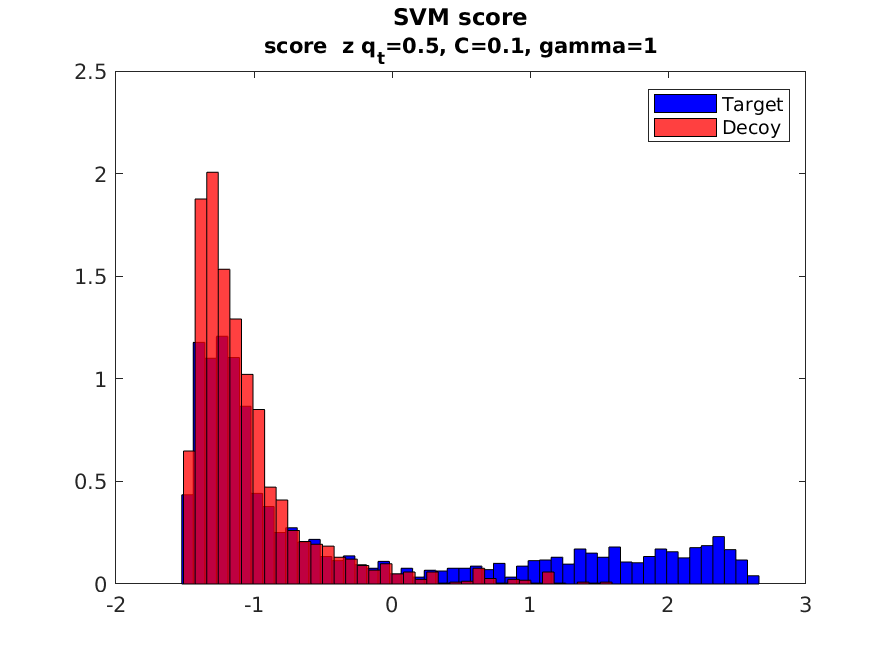 SVM score
score z q_t=0.5, C=0.1, gamma=1
2.5
2
1.5
1
0.5
0
-2 -1 0 1 2 3
Target
Decoy